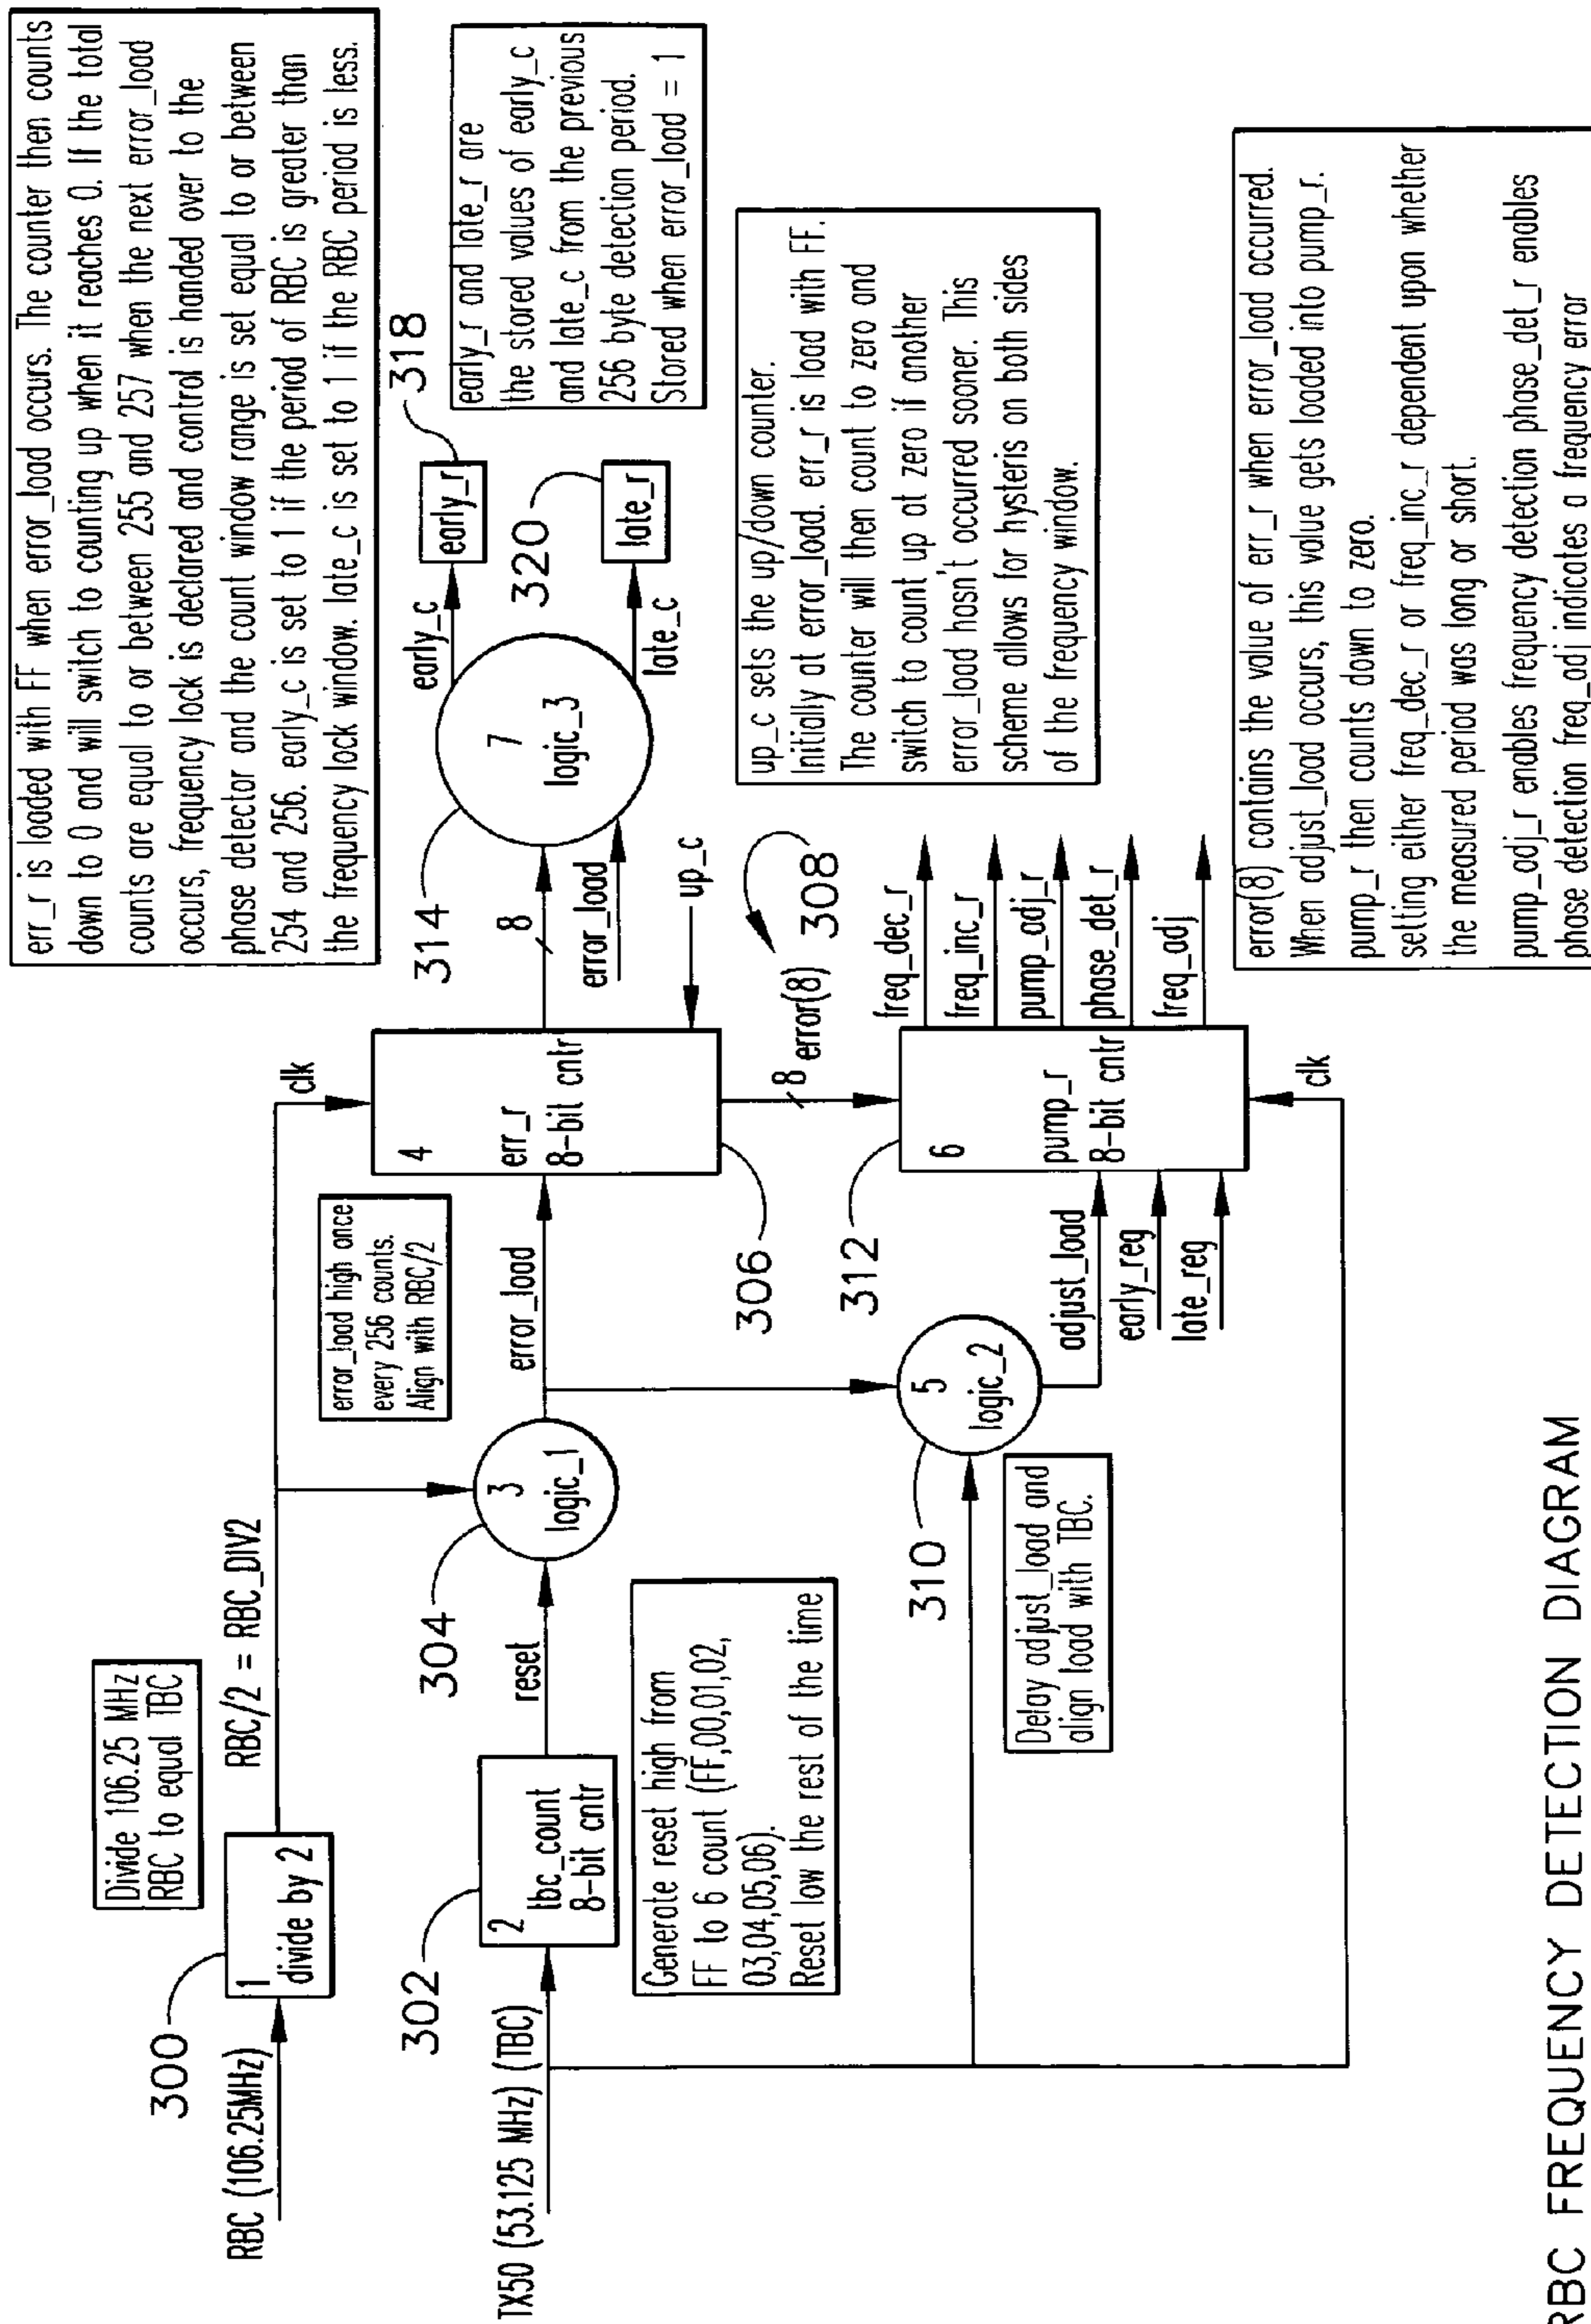 err_r is loaded with FF when error_load occurs. The counter then counts
down to 0 and will switch to counting up when it reaches 0. If the total
counts are equal to or between 255 and 257 when the next error_load
occurs, frequency lock is declared and control is handed over to the
phase detector and the count window range is set equal to or between
254 and 256. early_c is set to 1 if the period of RBC is greater than
the frequency lock window. late_c is set to 1 if the RBC period is less.
300
RBC (106.25MHz)
1
divide by 2
Divide 106.25 MHz
RBC to equal TBC
RBC/2 = RBC_DIV2
clk
302
TX50 (53.125 MHz) (TBC)
2
tbc_count
8-bit cntr
reset
Generate reset high from
FF to 6 count (FF,00,01,02,
03,04,05,06).
Reset low the rest of the time
304
3
logic_1
error_load high once
every 256 counts.
Align with RBC/2
error_load
4
err_r
8-bit cntr
306
8
error_load
up_c
314
7
logic_3
early_c
late_c
318
early_r
320
late_r
early_r and late_r are
the stored values of early_c
and late_c from the previous
256 byte detection period.
Stored when error_load = 1
up_c sets the up/down counter.
Initially at error_load. err_r is load with FF.
The counter will then count to zero and
switch to count up at zero if another
error_load hasn't occurred sooner. This
scheme allows for hysteris on both sides
of the frequency window.
8
error(8)
308
310
5
logic_2
Delay adjust_load and
align load with TBC.
312
adjust_load
early_reg
late_reg
6
pump_r
8-bit cntr
clk
freq_dec_r
freq_inc_r
pump_adj_r
phase_det_r
freq_adj
error(8) contains the value of err_r when error_load occurred.
When adjust_load occurs, this value gets loaded into pump_r.
pump_r then counts down to zero.
setting either freq_dec_r or freq_inc_r dependent upon whether
the measured period was long or short.
pump_adj_r enables frequency detection phase_det_r enables
phase detection freq_adj indicates a frequency error
RBC FREQUENCY DETECTION DIAGRAM